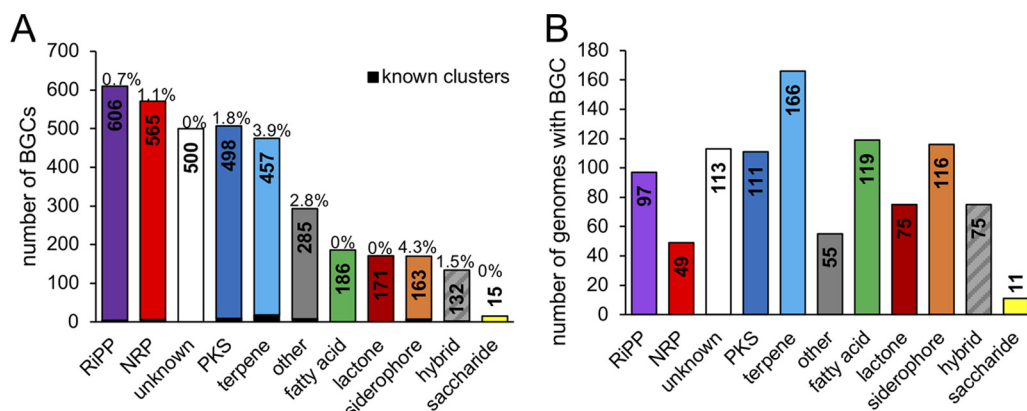 A
number of BGCs
700
600
500
400
300
200
100
0
known clusters
0.7%
606
1.1%
565
0%
500
1.8%
498
3.9%
457
2.8%
285
0%
186
0%
171
4.3%
163
1.5%
132
0%
15
RiPP
NRP
unknown
PKS
terpene
other
fatty acid
lactone
siderophore
hybrid
saccharide
B
number of genomes with BGC
180
160
140
120
100
80
60
40
20
0
97
49
113
111
166
55
119
75
116
75
11
RiPP
NRP
unknown
PKS
terpene
other
fatty acid
lactone
siderophore
hybrid
saccharide